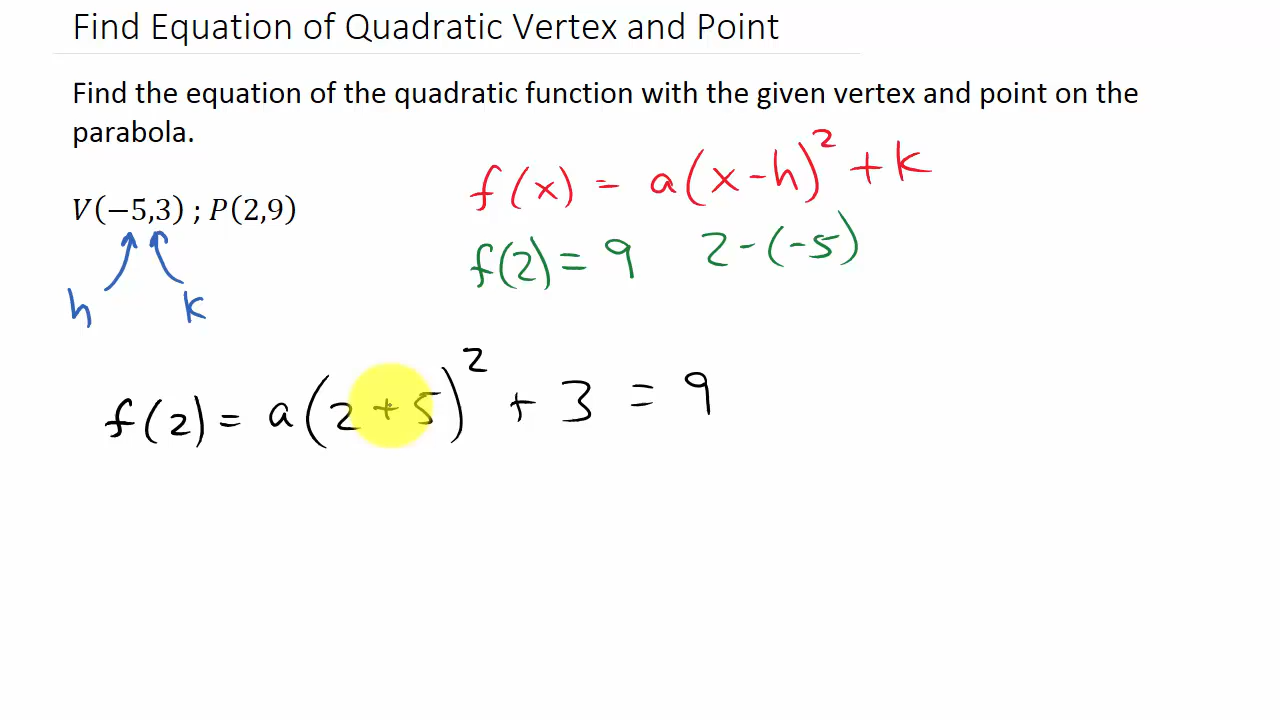 Find Equation of Quadratic Vertex and Point
Find the equation of the quadratic function with the given vertex and point on the
parabola.
f(x) = a(x-h)² + k
V(−5,3) ; P(2,9)
f(2) = 9 2-(-5)
h k
f(2) = a(2+5)² + 3 = 9